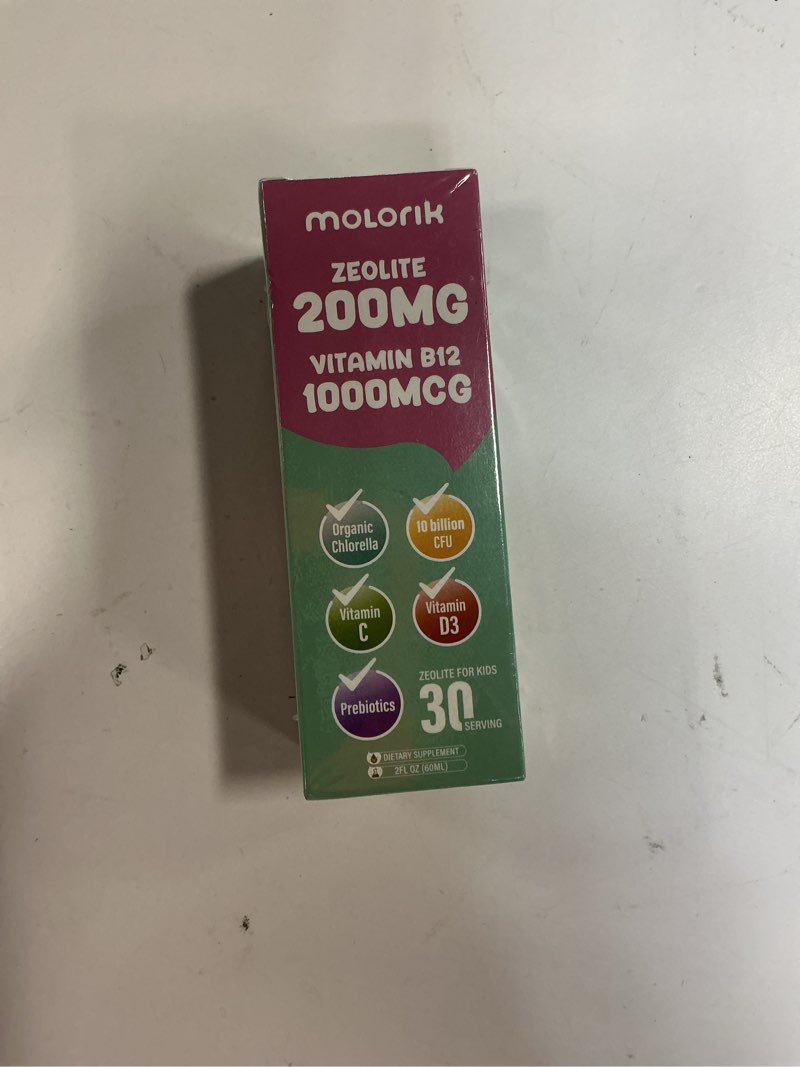 molorik
ZEOLITE
200MG
VITAMIN B12
1000MCG
Organic
Chlorella
10 billion
CFU
Vitamin
C
Vitamin
D3
Prebiotics
ZEOLITE FOR KIDS
30
SERVING
DIETARY SUPPLEMENT
2FL OZ (60ML)